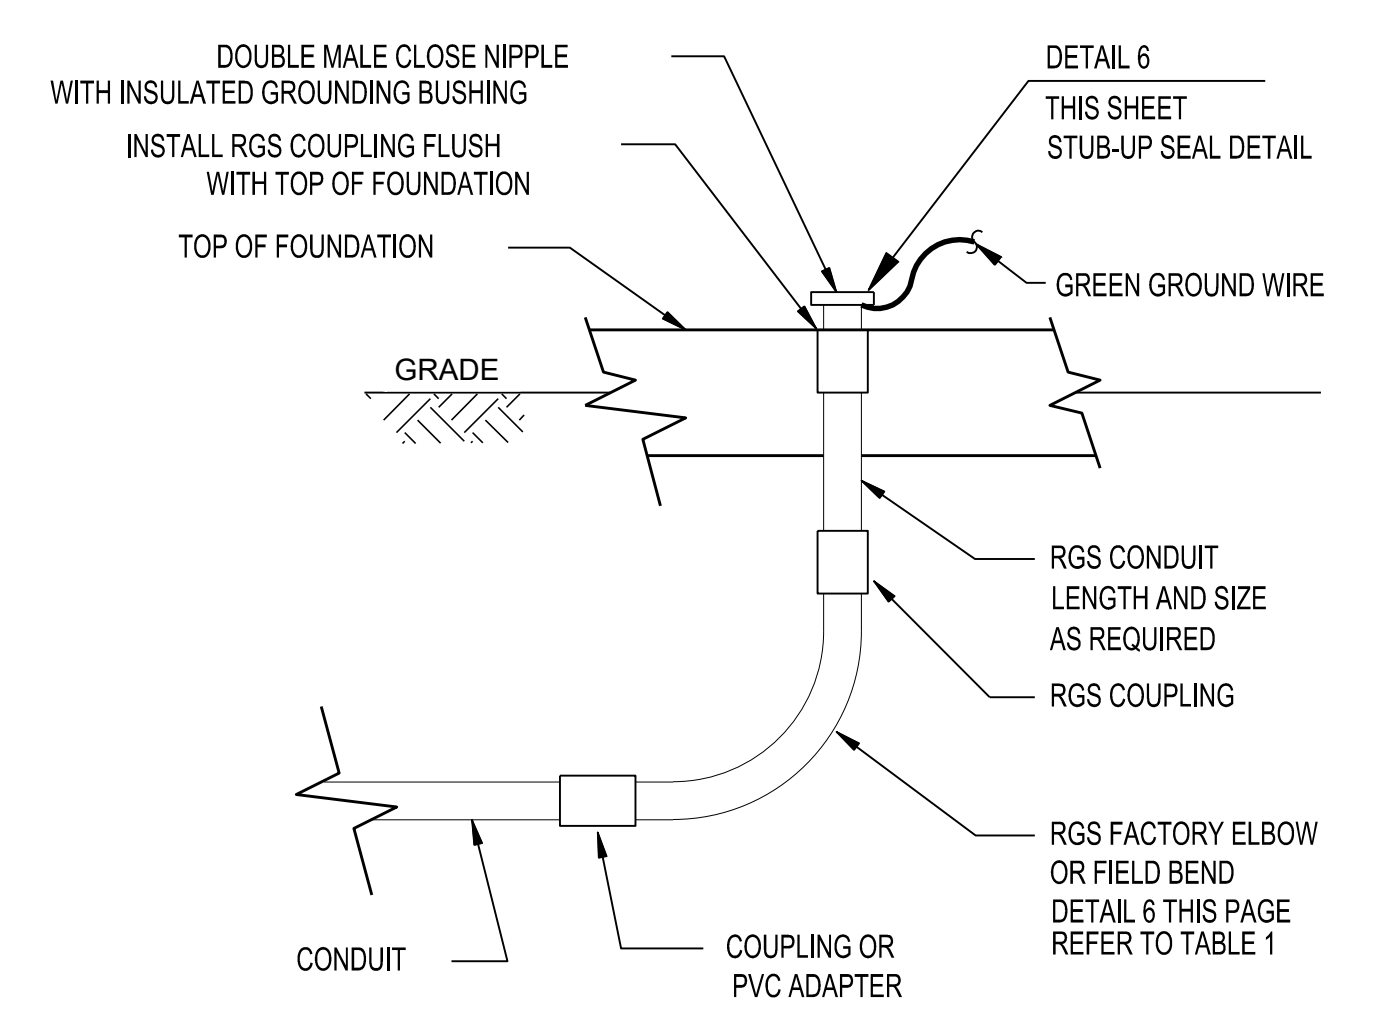 DOUBLE MALE CLOSE NIPPLE
WITH INSULATED GROUNDING BUSHING
INSTALL RGS COUPLING FLUSH
WITH TOP OF FOUNDATION
TOP OF FOUNDATION
DETAIL 6
THIS SHEET
STUB-UP SEAL DETAIL
GREEN GROUND WIRE
GRADE
RGS CONDUIT
LENGTH AND SIZE
AS REQUIRED
RGS COUPLING
RGS FACTORY ELBOW
OR FIELD BEND
DETAIL 6 THIS PAGE
REFER TO TABLE 1
CONDUIT
COUPLING OR
PVC ADAPTER